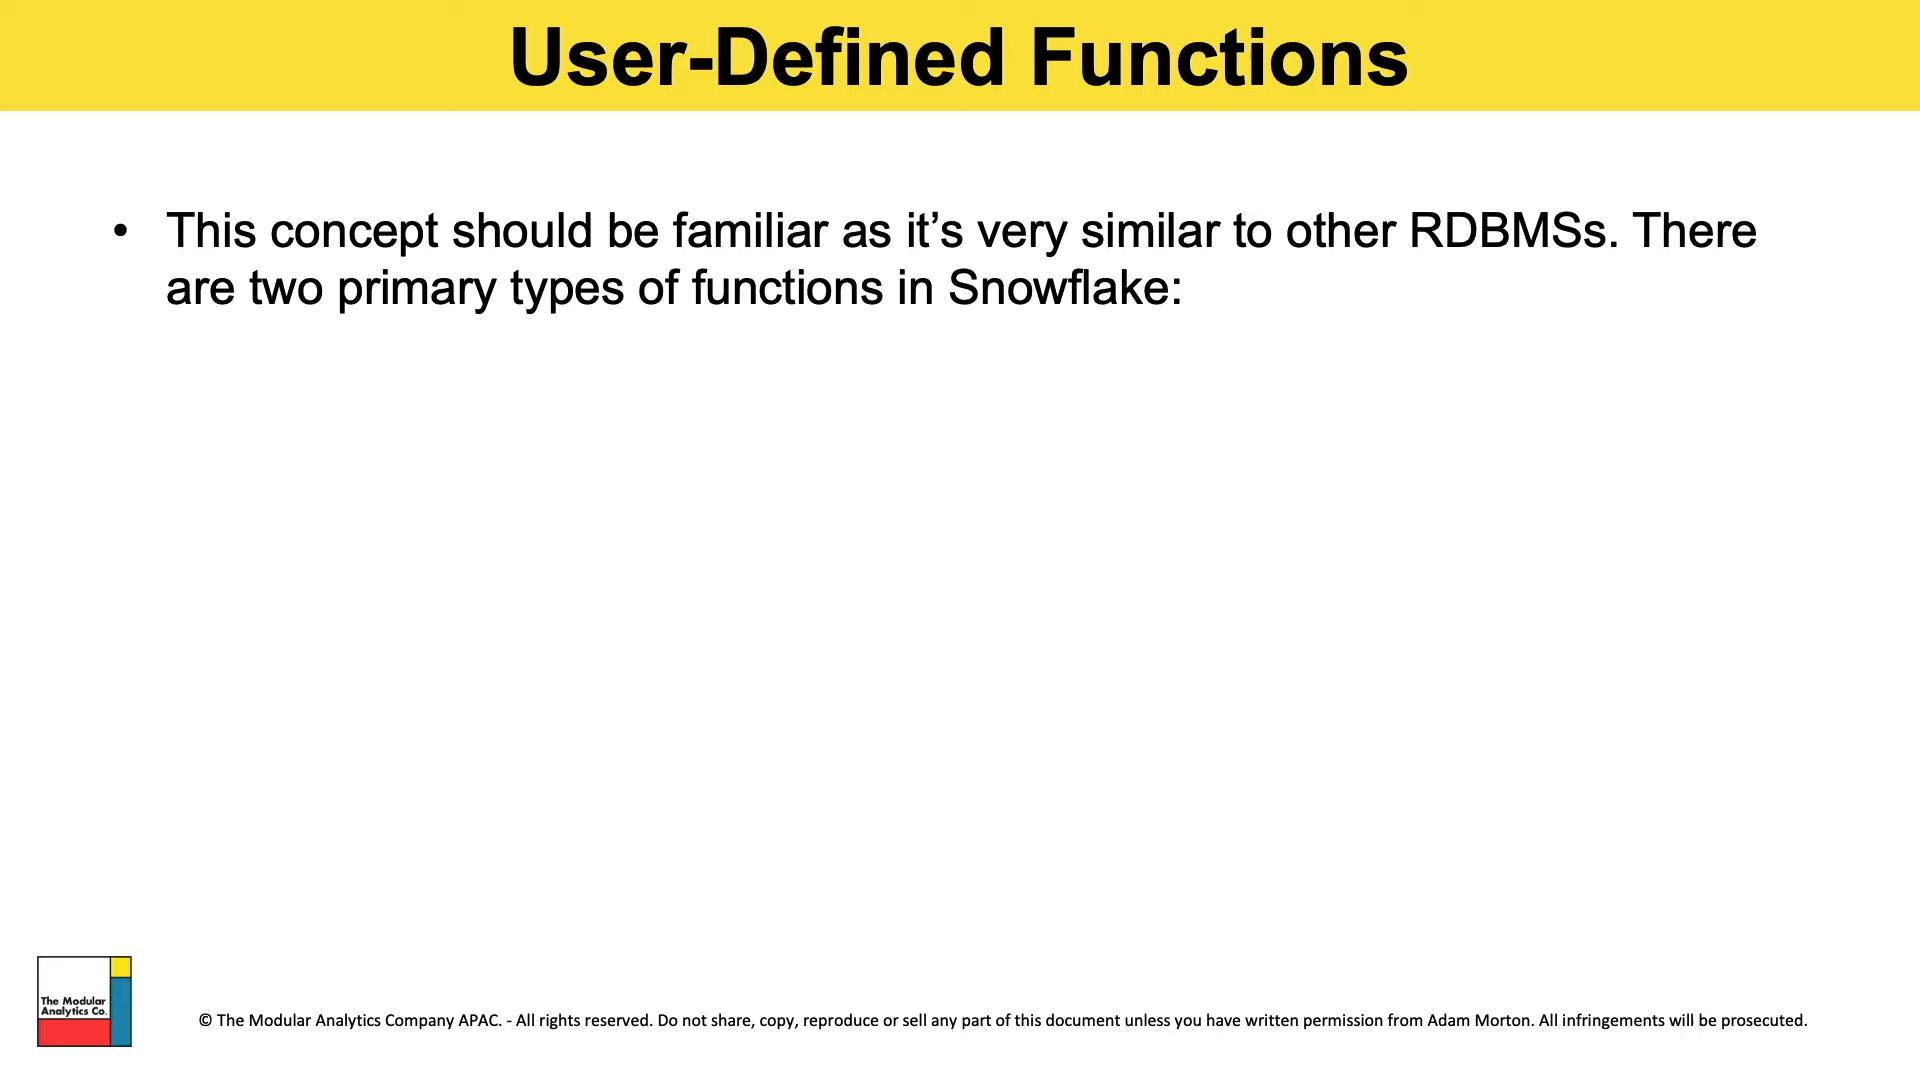 User-Defined Functions
• This concept should be familiar as it’s very similar to other RDBMSs. There
are two primary types of functions in Snowflake:
The Modular
Analytics Co.
© The Modular Analytics Company APAC. - All rights reserved. Do not share, copy, reproduce or sell any part of this document unless you have written permission from Adam Morton. All infringements will be prosecuted.